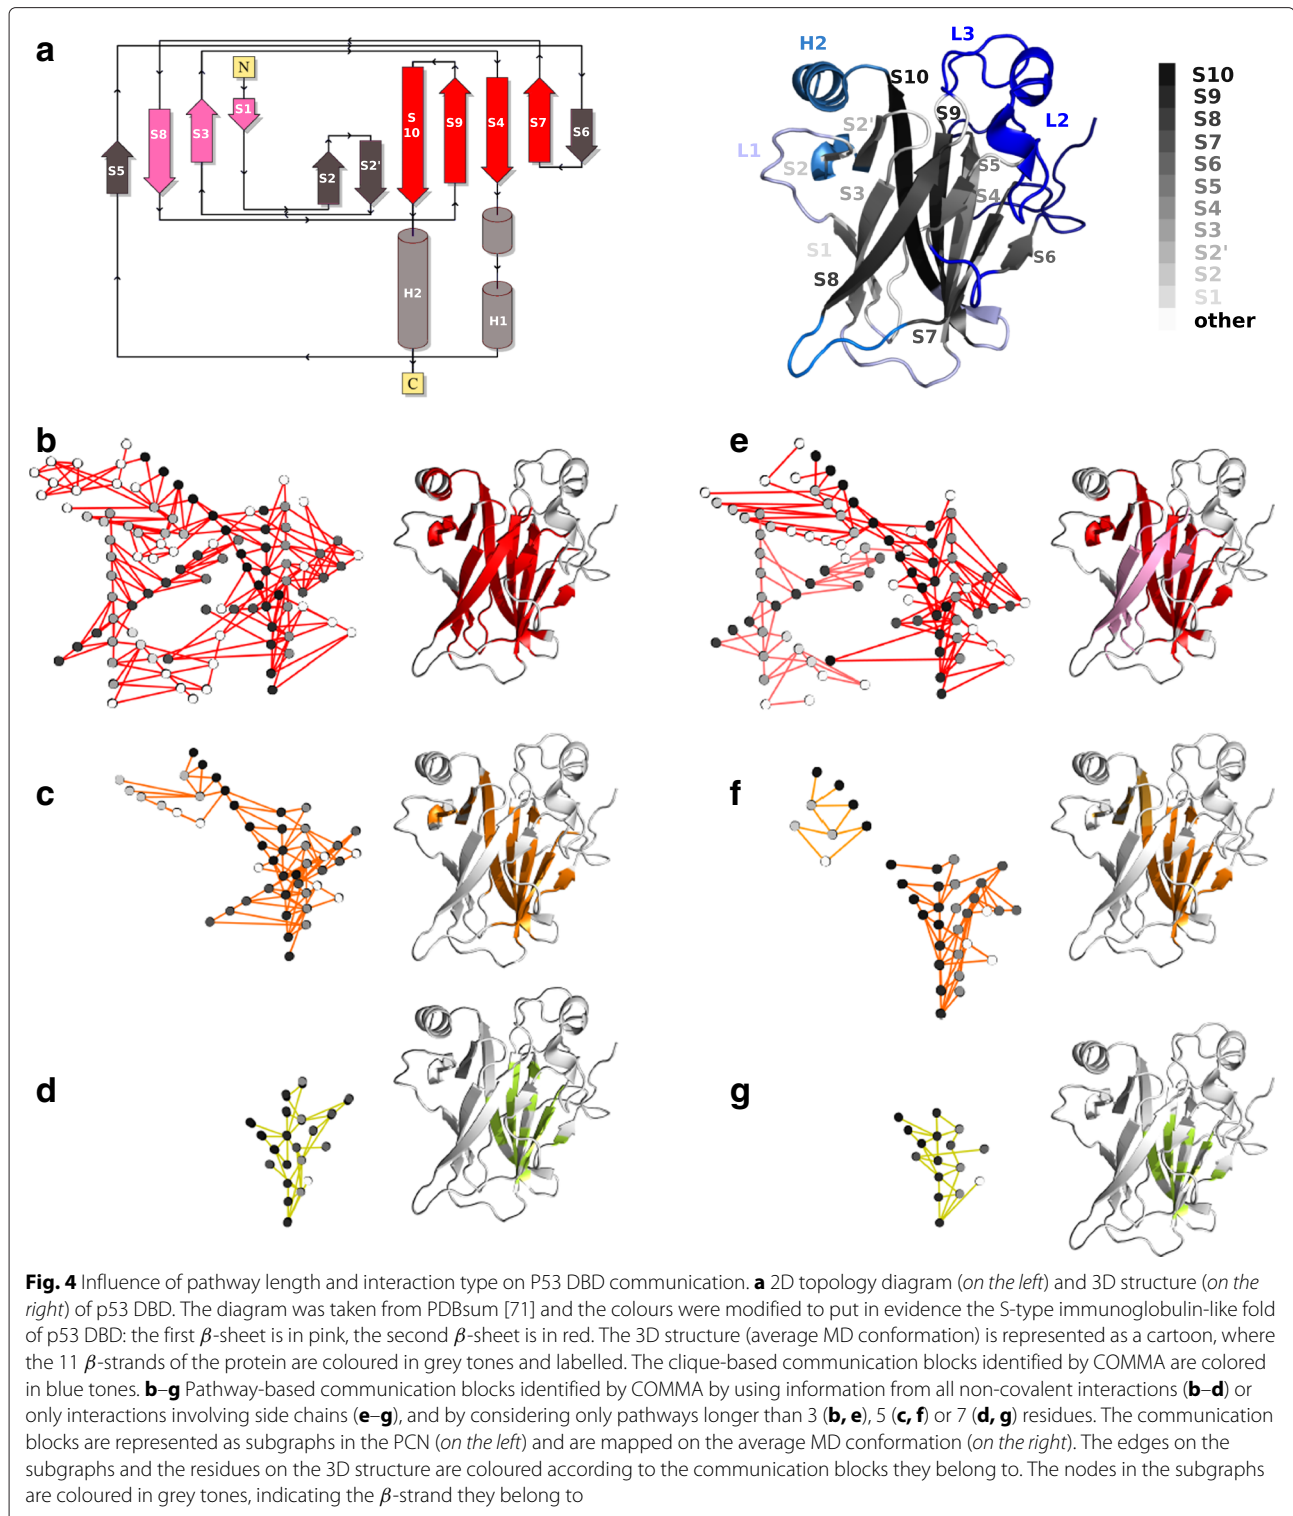 a
N
S1
S8
S3
S5
S2
S2'
S
10
S9
S4
S7
S6
H2
H1
C
H2
L3
S10
S9
L2
S2'
L1
S2
S5
S3
S4
S1
S6
S8
S7
S10
S9
S8
S7
S6
S5
S4
S3
S2'
S2
S1
other
b
e
c
f
d
g
Fig. 4 Influence of pathway length and interaction type on P53 DBD communication. a 2D topology diagram (on the left) and 3D structure (on the
right) of p53 DBD. The diagram was taken from PDBsum [71] and the colours were modified to put in evidence the S-type immunoglobulin-like fold
of p53 DBD: the first β-sheet is in pink, the second β-sheet is in red. The 3D structure (average MD conformation) is represented as a cartoon, where
the 11 β-strands of the protein are coloured in grey tones and labelled. The clique-based communication blocks identified by COMMA are colored
in blue tones. b–g Pathway-based communication blocks identified by COMMA by using information from all non-covalent interactions (b–d) or
only interactions involving side chains (e–g), and by considering only pathways longer than 3 (b, e), 5 (c, f) or 7 (d, g) residues. The communication
blocks are represented as subgraphs in the PCN (on the left) and are mapped on the average MD conformation (on the right). The edges on the
subgraphs and the residues on the 3D structure are coloured according to the communication blocks they belong to. The nodes in the subgraphs
are coloured in grey tones, indicating the β-strand they belong to